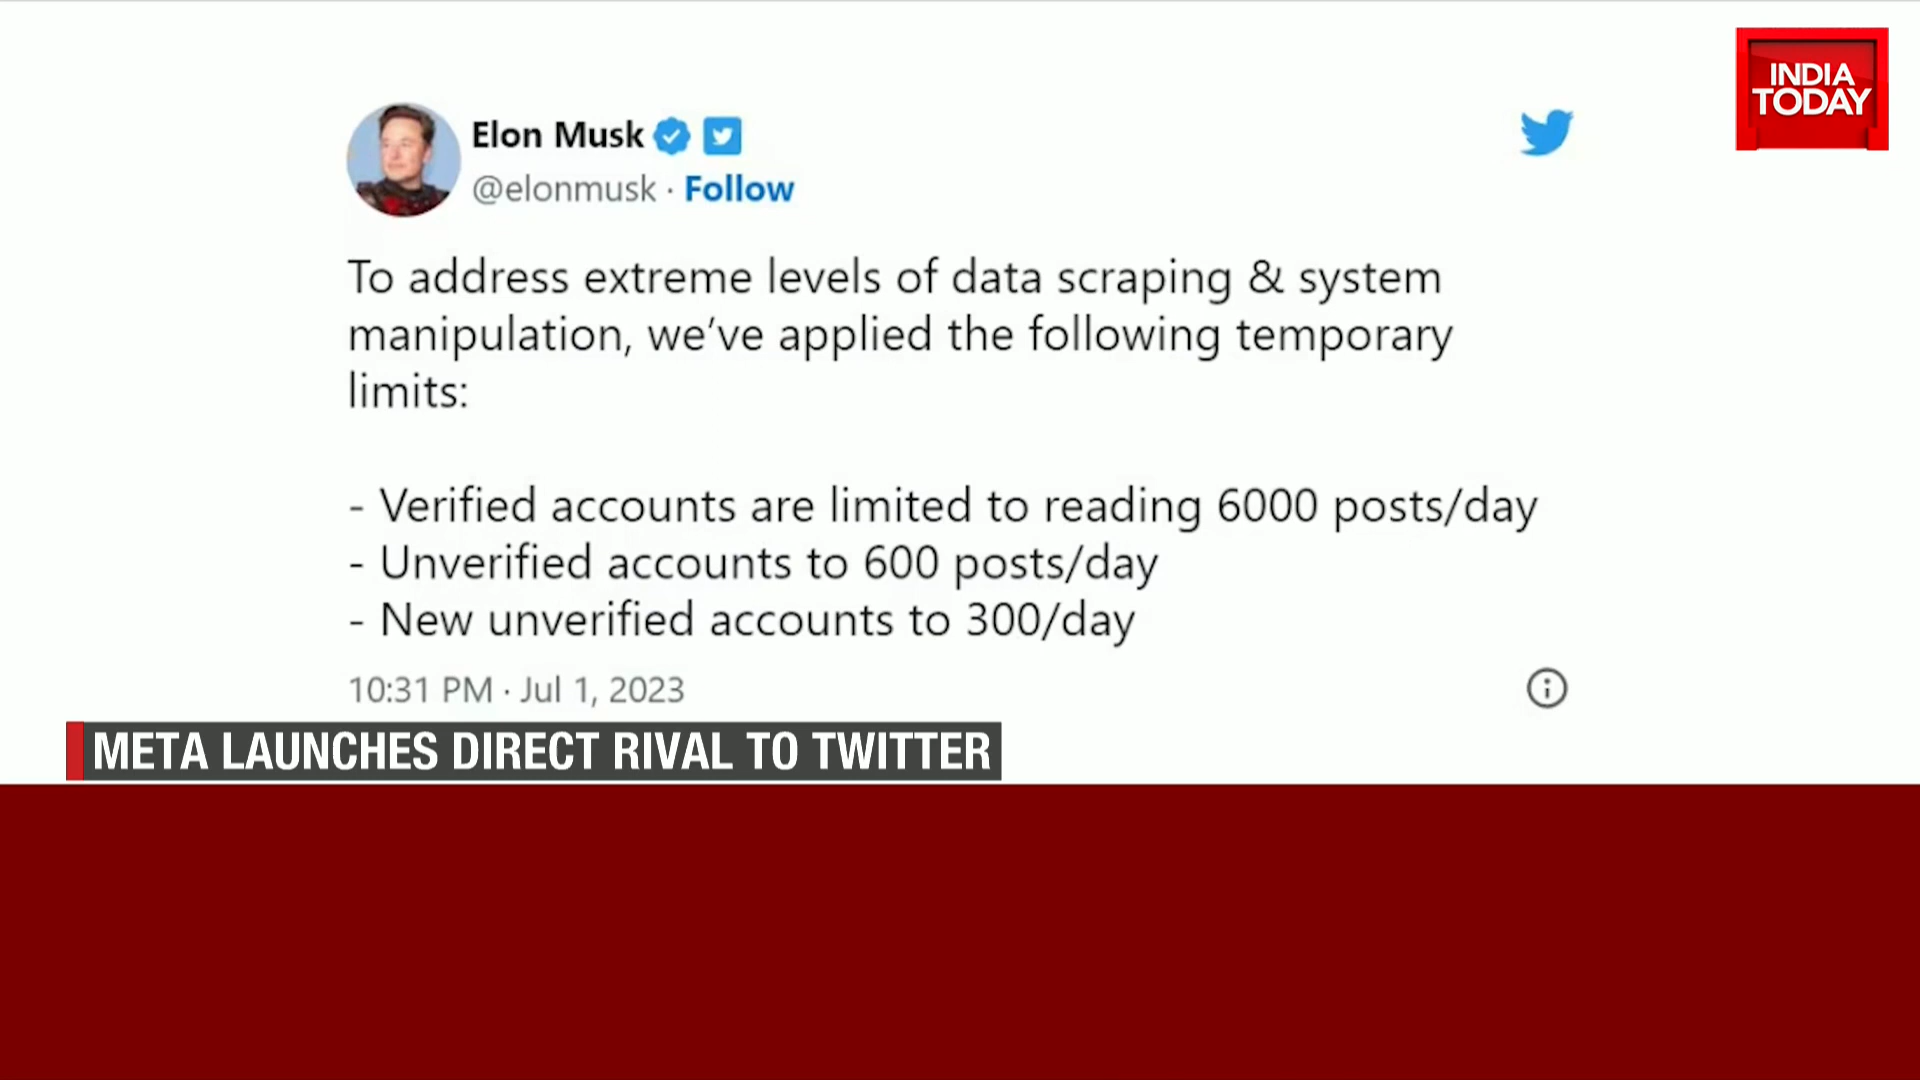 INDIA
TODAY
Elon Musk
@elonmusk · Follow
To address extreme levels of data scraping & system
manipulation, we’ve applied the following temporary
limits:
- Verified accounts are limited to reading 6000 posts/day
- Unverified accounts to 600 posts/day
- New unverified accounts to 300/day
10:31 PM · Jul 1, 2023
META LAUNCHES DIRECT RIVAL TO TWITTER